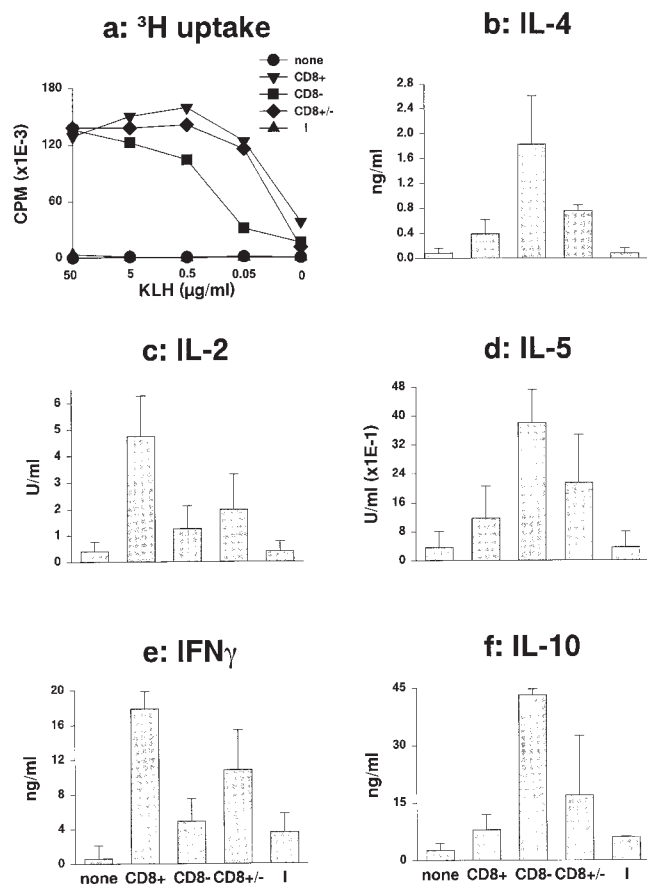 a: ³H uptake
none
CD8+
CD8-
CD8+/-
I
180
120
60
0
CPM (x1E-3)
50 5 0.5 0.05 0
KLH (µg/ml)
b: IL-4
2.8
2.4
2.0
1.6
1.2
0.8
0.4
0.0
ng/ml
c: IL-2
6
5
4
3
2
1
0
U/ml
d: IL-5
48
36
24
12
0
U/ml (x1E-1)
e: IFNγ
20
16
12
8
4
0
ng/ml
none CD8+ CD8- CD8+/- I
f: IL-10
45
30
15
0
ng/ml
none CD8+ CD8- CD8+/- I